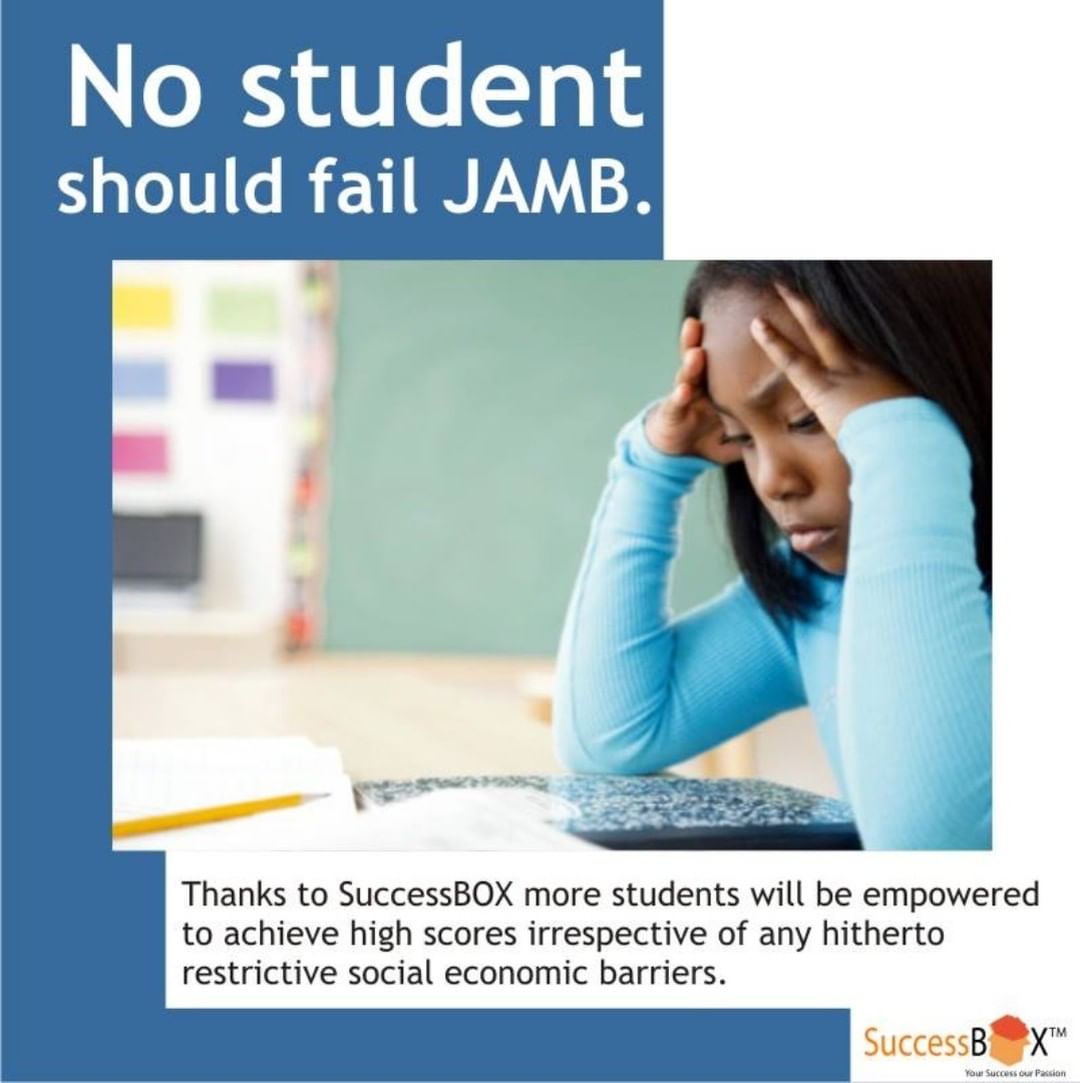 No student
should fail JAMB.
Thanks to SuccessBOX more students will be empowered
to achieve high scores irrespective of any hitherto
restrictive social economic barriers.
SuccessBOX™
Your Success our Passion